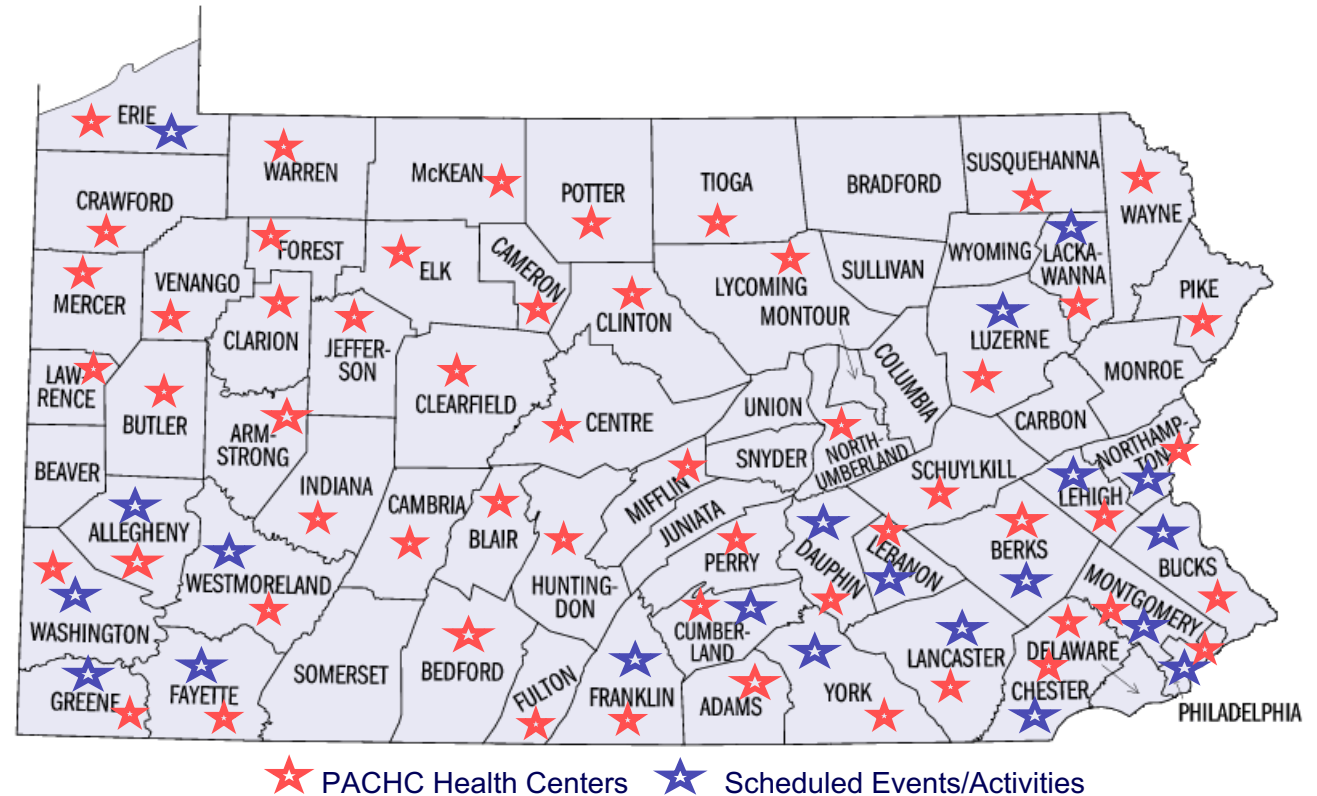 ERIE
WARREN
McKEAN
POTTER
TIOGA
BRADFORD
SUSQUEHANNA
WAYNE
CRAWFORD
FOREST
ELK
CAMERON
WYOMING
LACKA-
WANNA
SULLIVAN
MERCER
VENANGO
LYCOMING
MONTOUR
PIKE
CLARION
JEFFER-
SON
CLINTON
COLUMBIA
LUZERNE
MONROE
LAW-
RENCE
BUTLER
CLEARFIELD
CENTRE
UNION
CARBON
ARM-
STRONG
SNYDER
NORTH-
UMBERLAND
NORTHAMP-
TON
BEAVER
INDIANA
CAMBRIA
BLAIR
MIFFLIN
JUNIATA
SCHUYLKILL
LEHIGH
ALLEGHENY
HUNTING-
DON
PERRY
DAUPHIN
LEBANON
BERKS
BUCKS
WESTMORELAND
MONTGOMERY
WASHINGTON
CUMBER-
LAND
GREENE
FAYETTE
SOMERSET
BEDFORD
FULTON
FRANKLIN
ADAMS
YORK
LANCASTER
CHESTER
DELAWARE
PHILADELPHIA
PACHC Health Centers
Scheduled Events/Activities